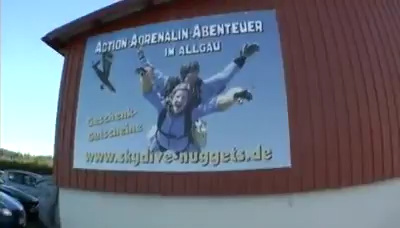 Action-Adrenalin-Abenteuer
im Allgäu
Geschenk-
Gutscheine
www.skydive-nuggets.de